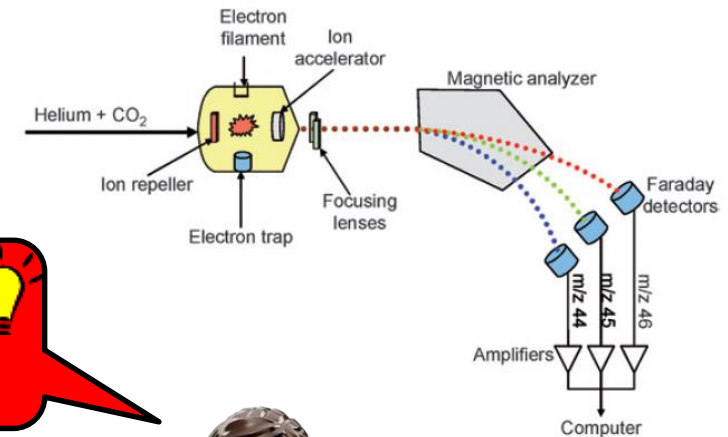 Electron
filament
Ion
accelerator
Magnetic analyzer
Helium + CO₂
Ion repeller
Focusing
lenses
Electron trap
Faraday
detectors
m/z 44
m/z 45
m/z 46
Amplifiers
Computer